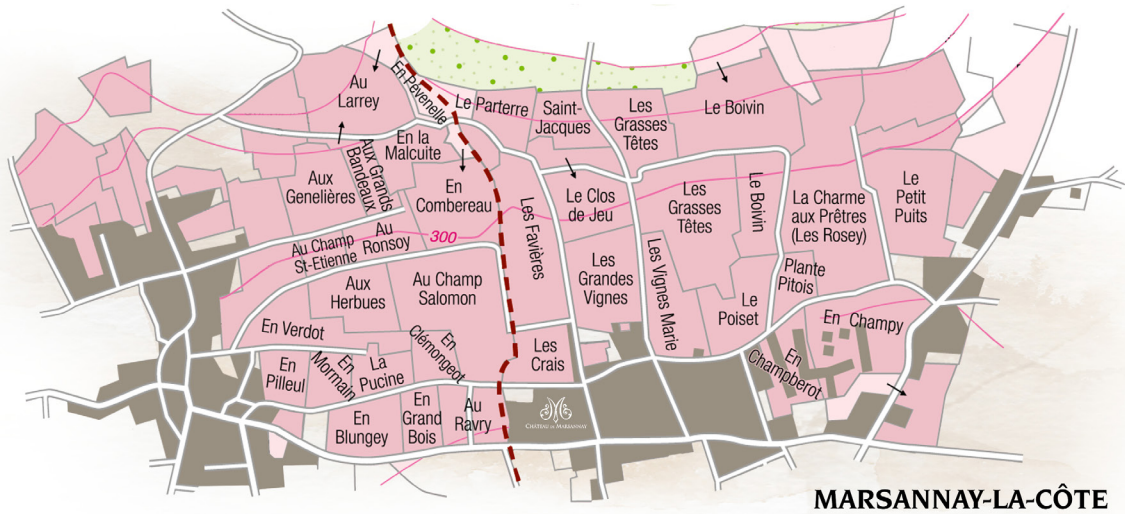 Au
Larrey
En Pévenelle
Le Parterre
Saint-
Jacques
Les
Grasses
Têtes
Le Boivin
En la
Malcuite
Aux Grands
Bandeaux
Aux
Genelières
En
Combereau
Les Favières
Le Clos
de Jeu
Les
Grasses
Têtes
Le Boivin
La Charme
aux Prêtres
(Les Rosey)
Le
Petit
Puits
Au Champ
St-Etienne
Au
Ronsoy
300
Les Vignes Marie
Aux
Herbues
Au Champ
Salomon
Les
Grandes
Vignes
Plante
Pitois
Le
Poiset
En Verdot
En
Clémongeot
En Champy
En
Pilleul
En
Mormain
La
Pucine
Les
Crais
En
Champberot
En
Blungey
En
Grand
Bois
Au
Ravry
CHÂTEAU DE MARSANNAY
MARSANNAY-LA-CÔTE